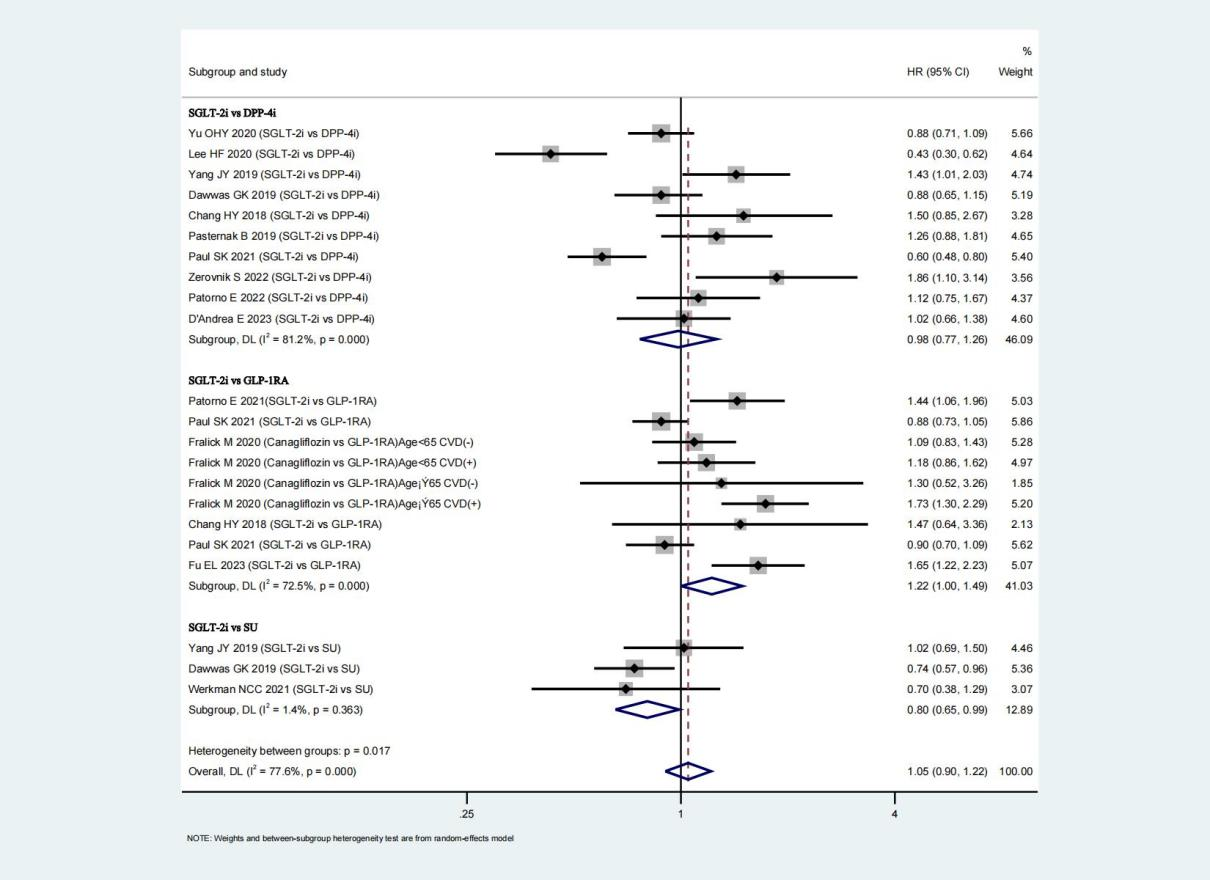 %
Subgroup and study HR (95% CI) Weight
SGLT-2i vs DPP-4i
Yu OHY 2020 (SGLT-2i vs DPP-4i) 0.88 (0.71, 1.09) 5.66
Lee HF 2020 (SGLT-2i vs DPP-4i) 0.43 (0.30, 0.62) 4.64
Yang JY 2019 (SGLT-2i vs DPP-4i) 1.43 (1.01, 2.03) 4.74
Dawwas GK 2019 (SGLT-2i vs DPP-4i) 0.88 (0.65, 1.15) 5.19
Chang HY 2018 (SGLT-2i vs DPP-4i) 1.50 (0.85, 2.67) 3.28
Pasternak B 2019 (SGLT-2i vs DPP-4i) 1.26 (0.88, 1.81) 4.65
Paul SK 2021 (SGLT-2i vs DPP-4i) 0.60 (0.48, 0.80) 5.40
Zerovnik S 2022 (SGLT-2i vs DPP-4i) 1.86 (1.10, 3.14) 3.56
Patorno E 2022 (SGLT-2i vs DPP-4i) 1.12 (0.75, 1.67) 4.37
D'Andrea E 2023 (SGLT-2i vs DPP-4i) 1.02 (0.66, 1.38) 4.60
Subgroup, DL (I² = 81.2%, p = 0.000) 0.98 (0.77, 1.26) 46.09
SGLT-2i vs GLP-1RA
Patorno E 2021(SGLT-2i vs GLP-1RA) 1.44 (1.06, 1.96) 5.03
Paul SK 2021 (SGLT-2i vs GLP-1RA) 0.88 (0.73, 1.05) 5.86
Fralick M 2020 (Canagliflozin vs GLP-1RA)Age<65 CVD(-) 1.09 (0.83, 1.43) 5.28
Fralick M 2020 (Canagliflozin vs GLP-1RA)Age<65 CVD(+) 1.18 (0.86, 1.62) 4.97
Fralick M 2020 (Canagliflozin vs GLP-1RA)Age¡Ý65 CVD(-) 1.30 (0.52, 3.26) 1.85
Fralick M 2020 (Canagliflozin vs GLP-1RA)Age¡Ý65 CVD(+) 1.73 (1.30, 2.29) 5.20
Chang HY 2018 (SGLT-2i vs GLP-1RA) 1.47 (0.64, 3.36) 2.13
Paul SK 2021 (SGLT-2i vs GLP-1RA) 0.90 (0.70, 1.09) 5.62
Fu EL 2023 (SGLT-2i vs GLP-1RA) 1.65 (1.22, 2.23) 5.07
Subgroup, DL (I² = 72.5%, p = 0.000) 1.22 (1.00, 1.49) 41.03
SGLT-2i vs SU
Yang JY 2019 (SGLT-2i vs SU) 1.02 (0.69, 1.50) 4.46
Dawwas GK 2019 (SGLT-2i vs SU) 0.74 (0.57, 0.96) 5.36
Werkman NCC 2021 (SGLT-2i vs SU) 0.70 (0.38, 1.29) 3.07
Subgroup, DL (I² = 1.4%, p = 0.363) 0.80 (0.65, 0.99) 12.89
Heterogeneity between groups: p = 0.017
Overall, DL (I² = 77.6%, p = 0.000) 1.05 (0.90, 1.22) 100.00
.25 1 4
NOTE: Weights and between-subgroup heterogeneity test are from random-effects model